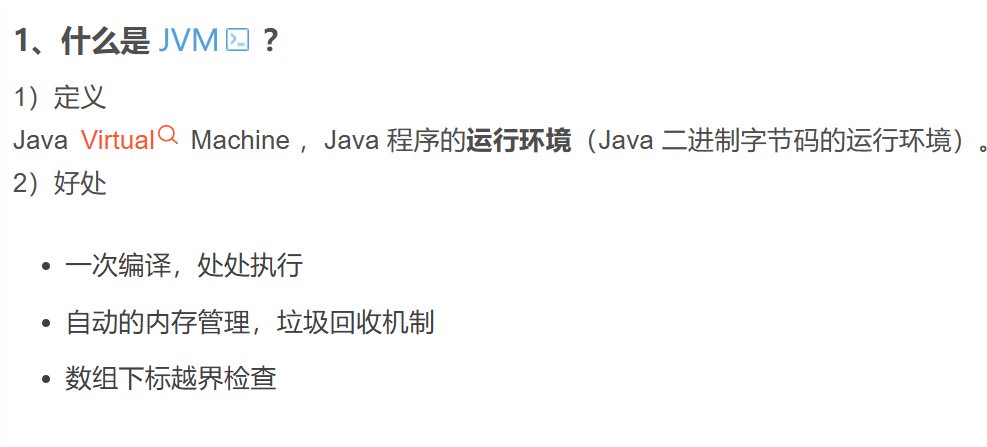 1、什么是 JVM ？
1）定义
Java Virtual Machine ，Java 程序的运行环境（Java 二进制字节码的运行环境）。
2）好处
• 一次编译，处处执行
• 自动的内存管理，垃圾回收机制
• 数组下标越界检查